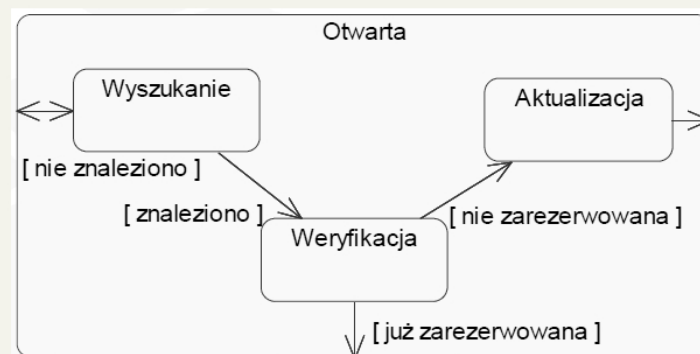 Otwarta
Wyszukanie
Aktualizacja
[ nie znaleziono ]
[ znaleziono ]
[ nie zarezerwowana ]
Weryfikacja
[ już zarezerwowana ]